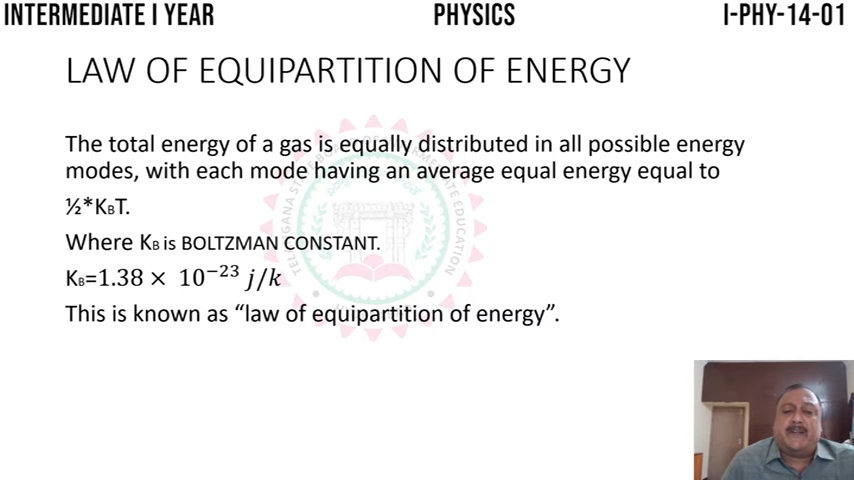 INTERMEDIATE I YEAR PHYSICS I-PHY-14-01
LAW OF EQUIPARTITION OF ENERGY
The total energy of a gas is equally distributed in all possible energy
modes, with each mode having an average equal energy equal to
½*KBT.
Where KB is BOLTZMAN CONSTANT.
KB=1.38 × 10⁻²³ j/k
This is known as “law of equipartition of energy”.